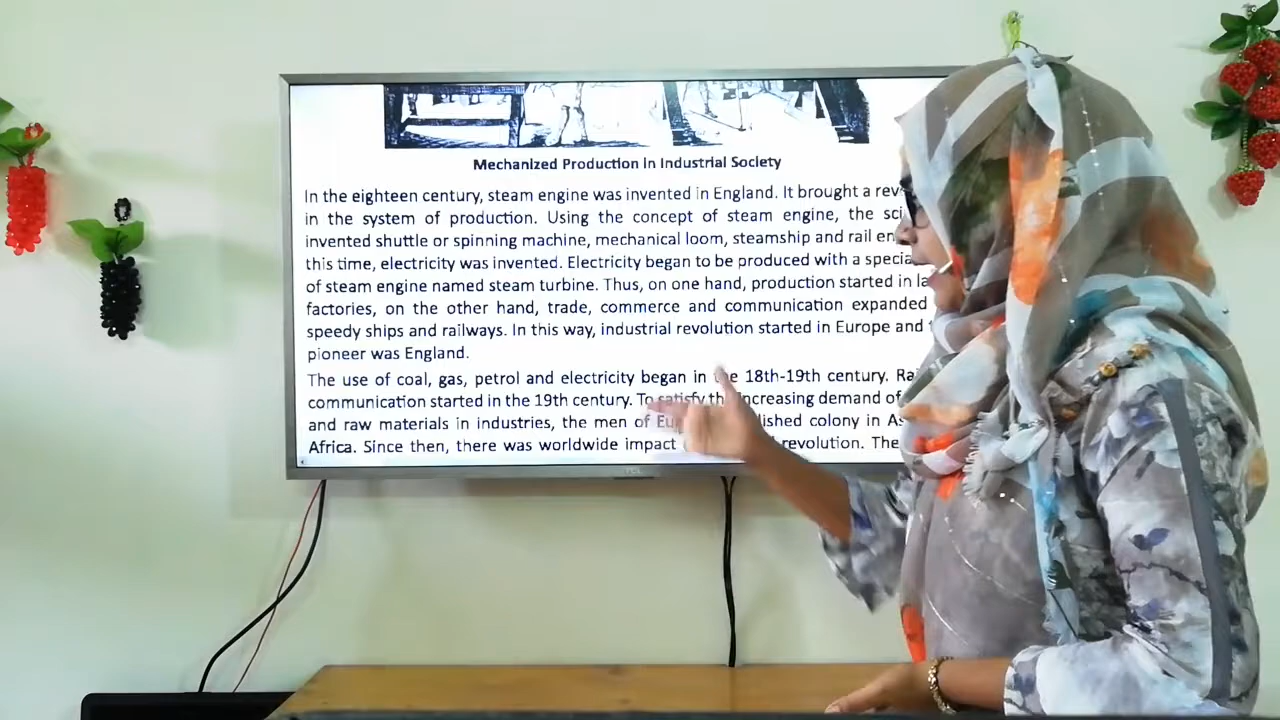 Mechanized Production in Industrial Society
In the eighteen century, steam engine was invented in England. It brought a rev
in the system of production. Using the concept of steam engine, the sci
invented shuttle or spinning machine, mechanical loom, steamship and rail en
this time, electricity was invented. Electricity began to be produced with a specia
of steam engine named steam turbine. Thus, on one hand, production started in la
factories, on the other hand, trade, commerce and communication expanded
speedy ships and railways. In this way, industrial revolution started in Europe and
pioneer was England.
The use of coal, gas, petrol and electricity began in the 18th-19th century. Ra
communication started in the 19th century. To satisfy the increasing demand of
and raw materials in industries, the men of Eu lished colony in As
Africa. Since then, there was worldwide impact revolution. The
TCL